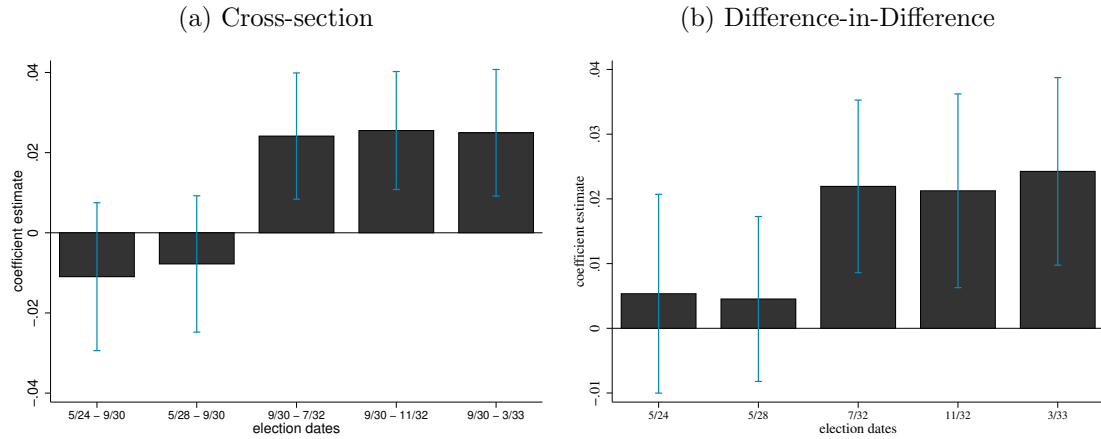 (a) Cross-section
coefficient estimate
.04
.02
0
-.02
-.04
5/24 – 9/30
5/28 – 9/30
9/30 – 7/32
9/30 – 11/32
9/30 – 3/33
election dates
(b) Difference-in-Difference
coefficient estimate
.04
.03
.02
.01
0
-.01
5/24
5/28
7/32
11/32
3/33
election dates